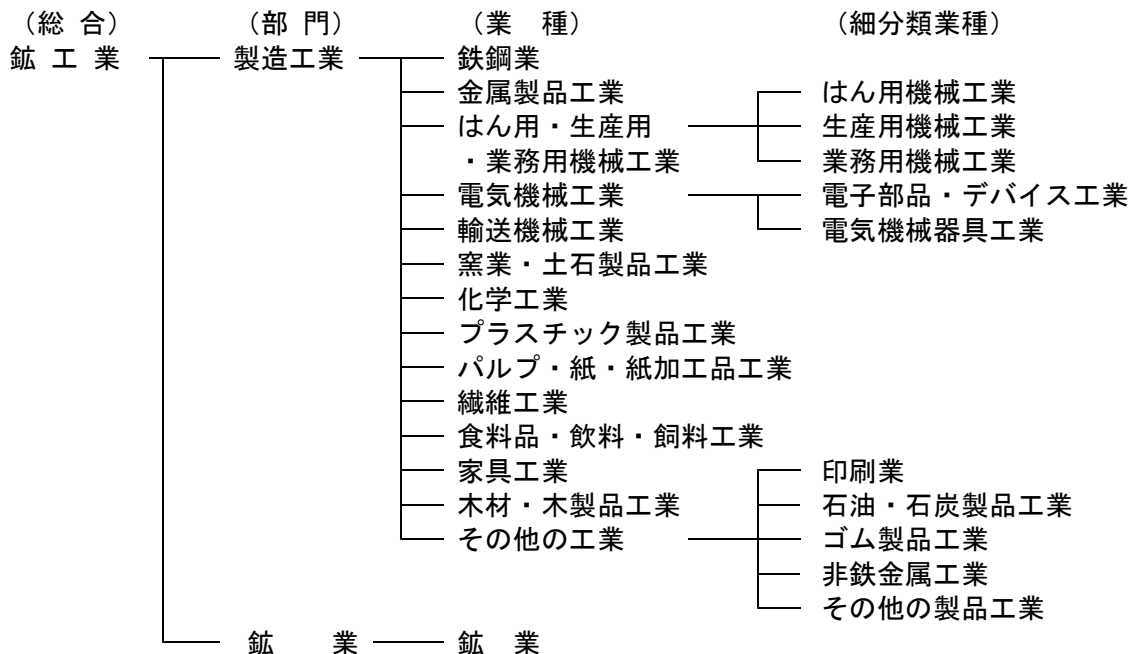 （総 合） （部 門） （業 種） （細分類業種）
鉱 工 業 製造工業 鉄鋼業
金属製品工業 はん用機械工業
はん用・生産用 生産用機械工業
・業務用機械工業 業務用機械工業
電気機械工業 電子部品・デバイス工業
輸送機械工業 電気機械器具工業
窯業・土石製品工業
化学工業
プラスチック製品工業
パルプ・紙・紙加工品工業
繊維工業
食料品・飲料・飼料工業
家具工業 印刷業
木材・木製品工業 石油・石炭製品工業
その他の工業 ゴム製品工業
非鉄金属工業
その他の製品工業
鉱 業 鉱 業